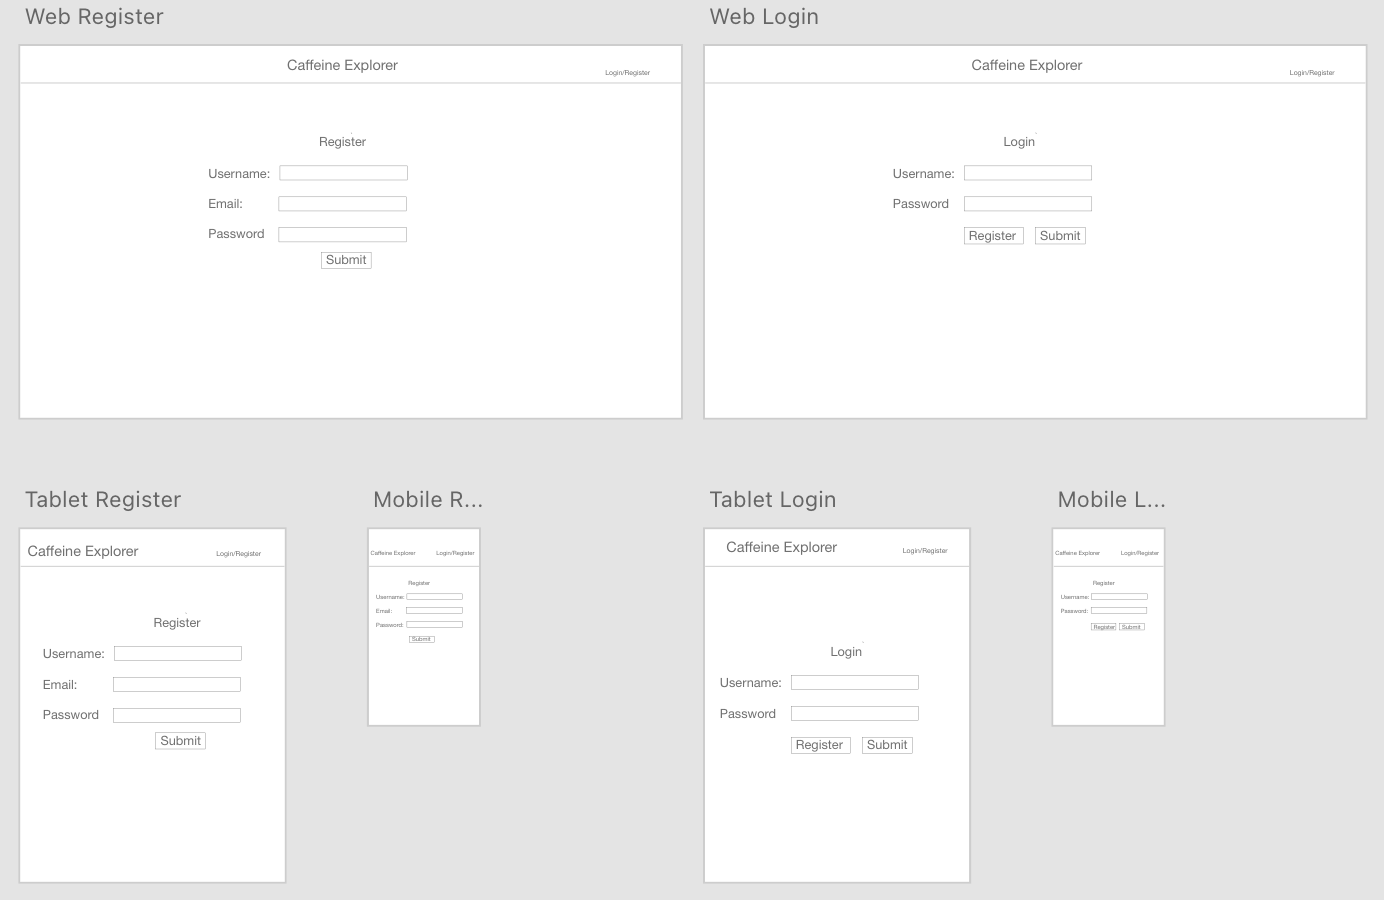 Web Register
Caffeine Explorer
Login/Register
Register
Username:
Email:
Password
Submit
Web Login
Caffeine Explorer
Login/Register
Login
Username:
Password
Register Submit
Tablet Register
Caffeine Explorer
Login/Register
Register
Username:
Email:
Password
Submit
Mobile R...
Caffeine Explorer
Login/Register
Register
Username:
Email:
Password:
Submit
Tablet Login
Caffeine Explorer
Login/Register
Login
Username:
Password
Register Submit
Mobile L...
Caffeine Explorer
Login/Register
Register
Username:
Password:
Register Submit